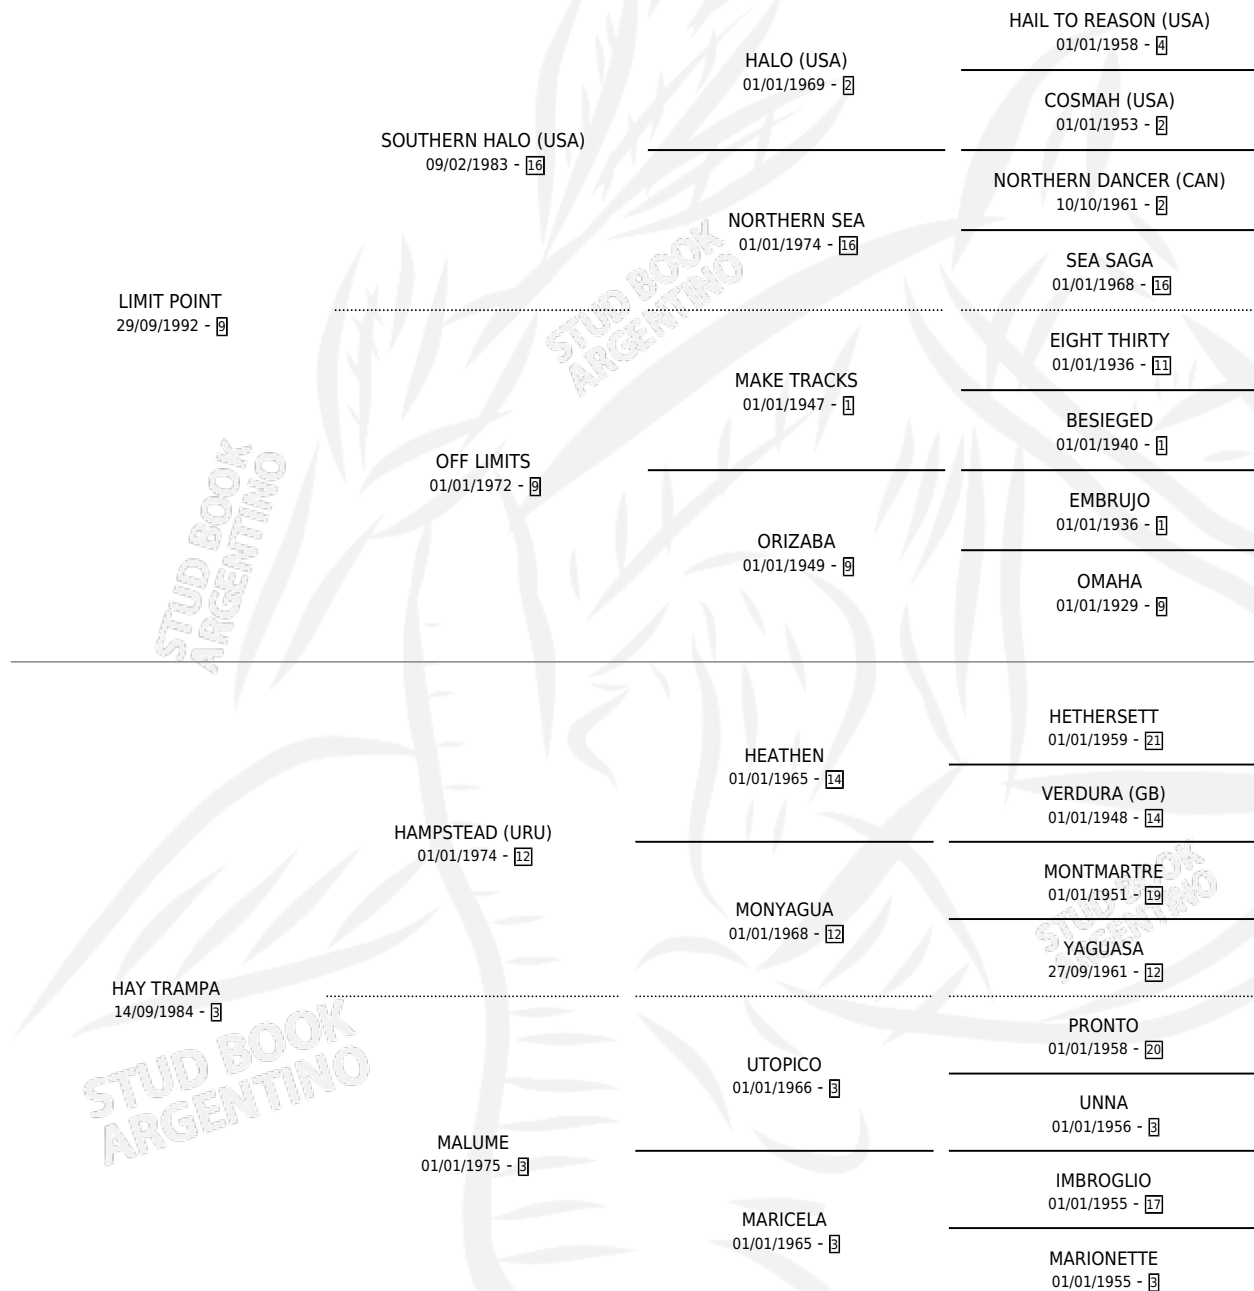 HAIL TO REASON (USA)
01/01/1958 - 4
HALO (USA)
01/01/1969 - 2
COSMAH (USA)
01/01/1953 - 2
SOUTHERN HALO (USA)
09/02/1983 - 16
NORTHERN DANCER (CAN)
10/10/1961 - 2
NORTHERN SEA
01/01/1974 - 16
SEA SAGA
01/01/1968 - 16
LIMIT POINT
29/09/1992 - 9
EIGHT THIRTY
01/01/1936 - 11
MAKE TRACKS
01/01/1947 - 1
BESIEGED
01/01/1940 - 1
OFF LIMITS
01/01/1972 - 9
EMBRUJO
01/01/1936 - 1
ORIZABA
01/01/1949 - 9
OMAHA
01/01/1929 - 9
HETHERSETT
01/01/1959 - 21
HEATHEN
01/01/1965 - 14
VERDURA (GB)
01/01/1948 - 14
HAMPSTEAD (URU)
01/01/1974 - 12
MONTMARTRE
01/01/1951 - 19
MONYAGUA
01/01/1968 - 12
YAGUASA
27/09/1961 - 12
HAY TRAMPA
14/09/1984 - 3
PRONTO
01/01/1958 - 20
UTOPICO
01/01/1966 - 3
UNNA
01/01/1956 - 3
MALUME
01/01/1975 - 3
IMBROGLIO
01/01/1955 - 17
MARICELA
01/01/1965 - 3
MARIONETTE
01/01/1955 - 3
STUD BOOK
ARGENTINO
STUD BOOK
ARGENTINO
STUD BOOK
ARGENTINO
STUD BOOK
ARGENTINO